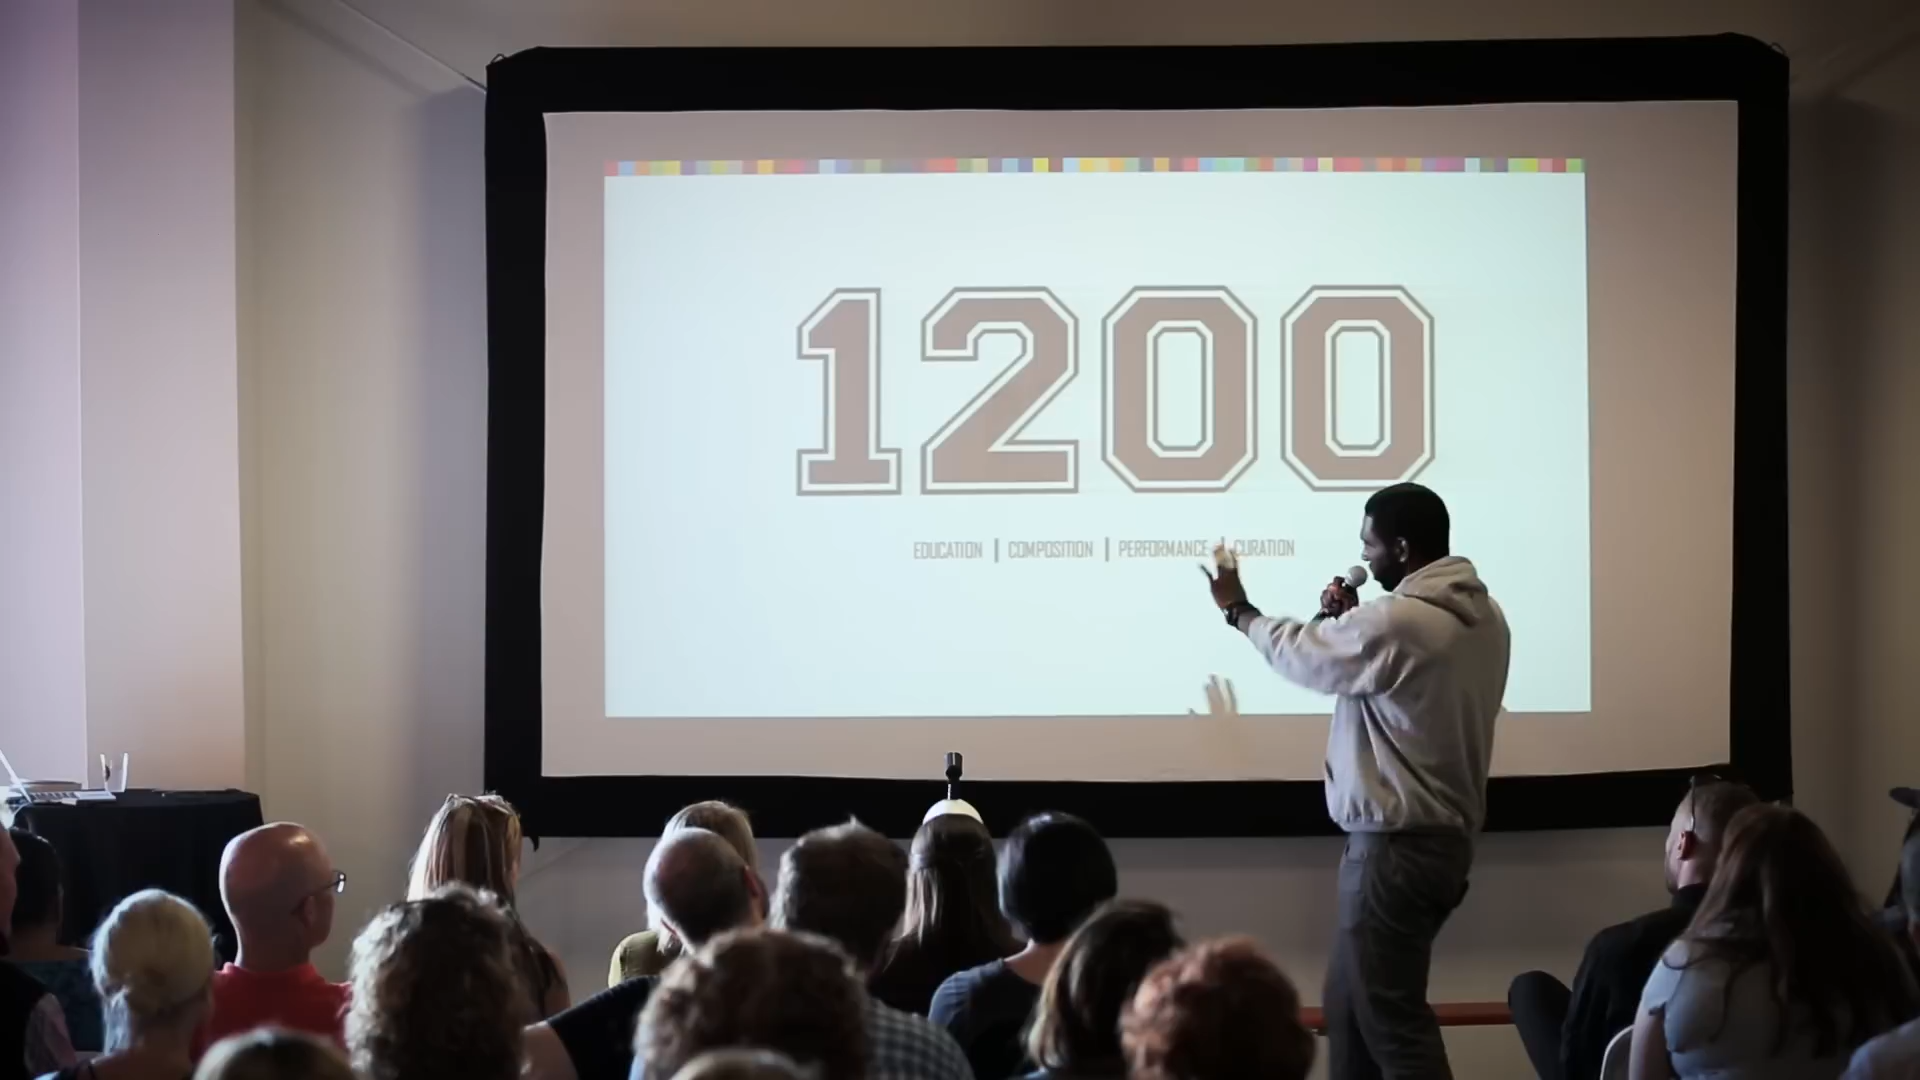 1200
EDUCATION | COMPOSITION | PERFORMANCE | CURATION